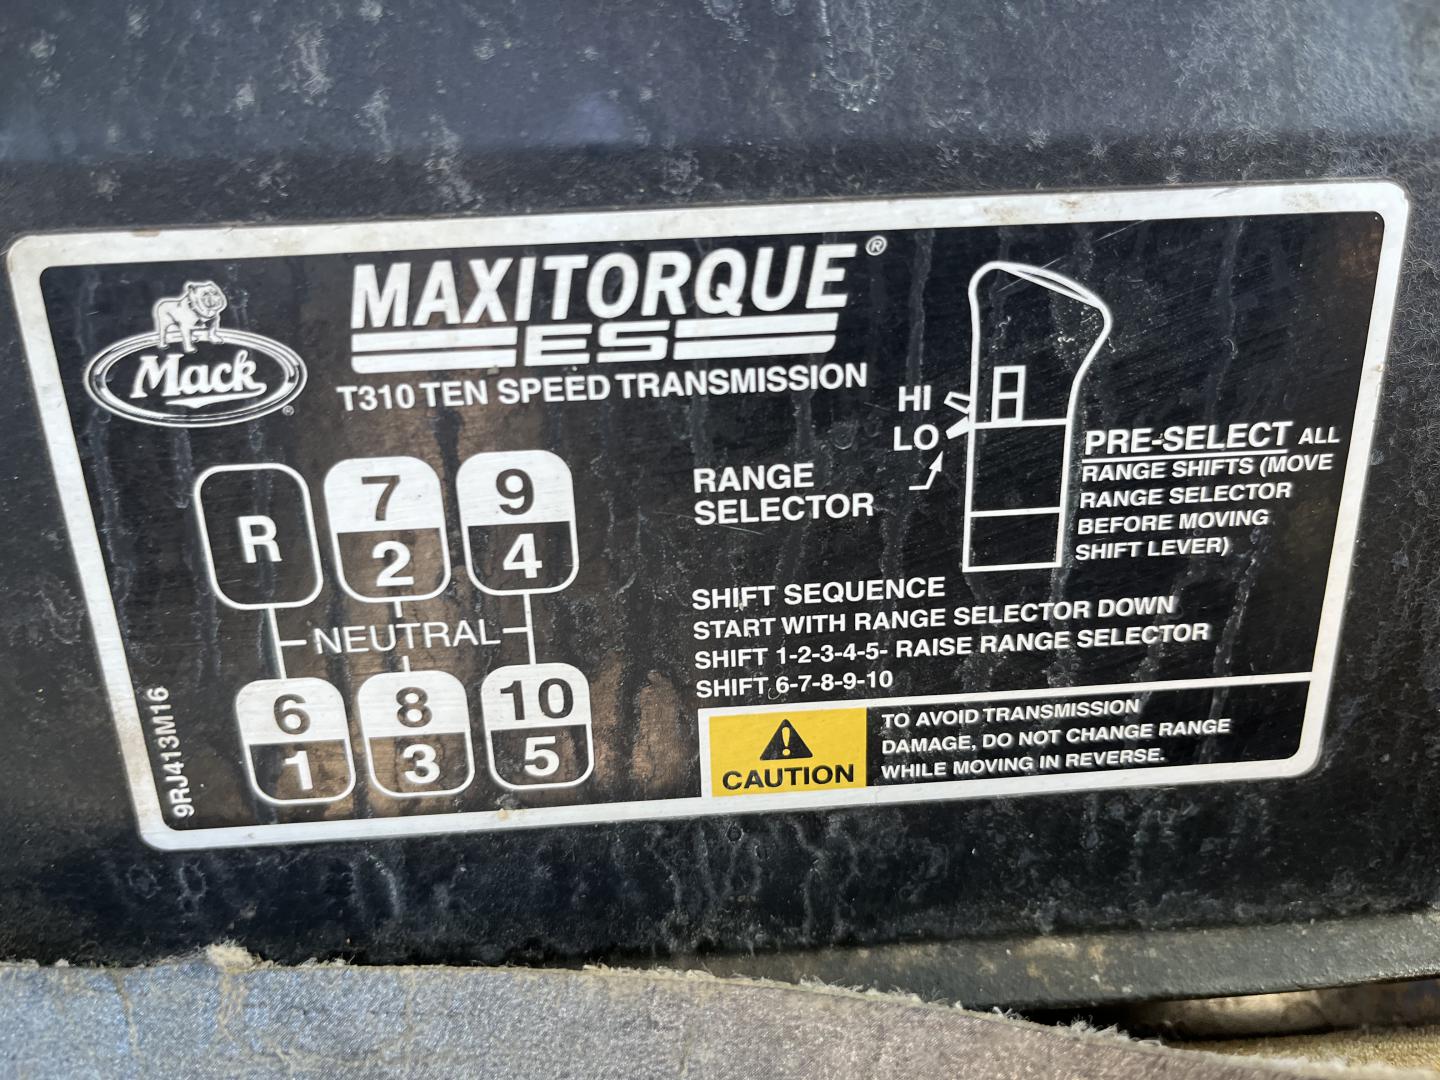 MAXITORQUE®
ES
T310 TEN SPEED TRANSMISSION
Mack®
R
7
2
9
4
NEUTRAL
6
1
8
3
10
5
9RJ413M16
HI
LO
RANGE
SELECTOR
PRE-SELECT ALL
RANGE SHIFTS (MOVE
RANGE SELECTOR
BEFORE MOVING
SHIFT LEVER)
SHIFT SEQUENCE
START WITH RANGE SELECTOR DOWN
SHIFT 1-2-3-4-5- RAISE RANGE SELECTOR
SHIFT 6-7-8-9-10
CAUTION
TO AVOID TRANSMISSION
DAMAGE, DO NOT CHANGE RANGE
WHILE MOVING IN REVERSE.